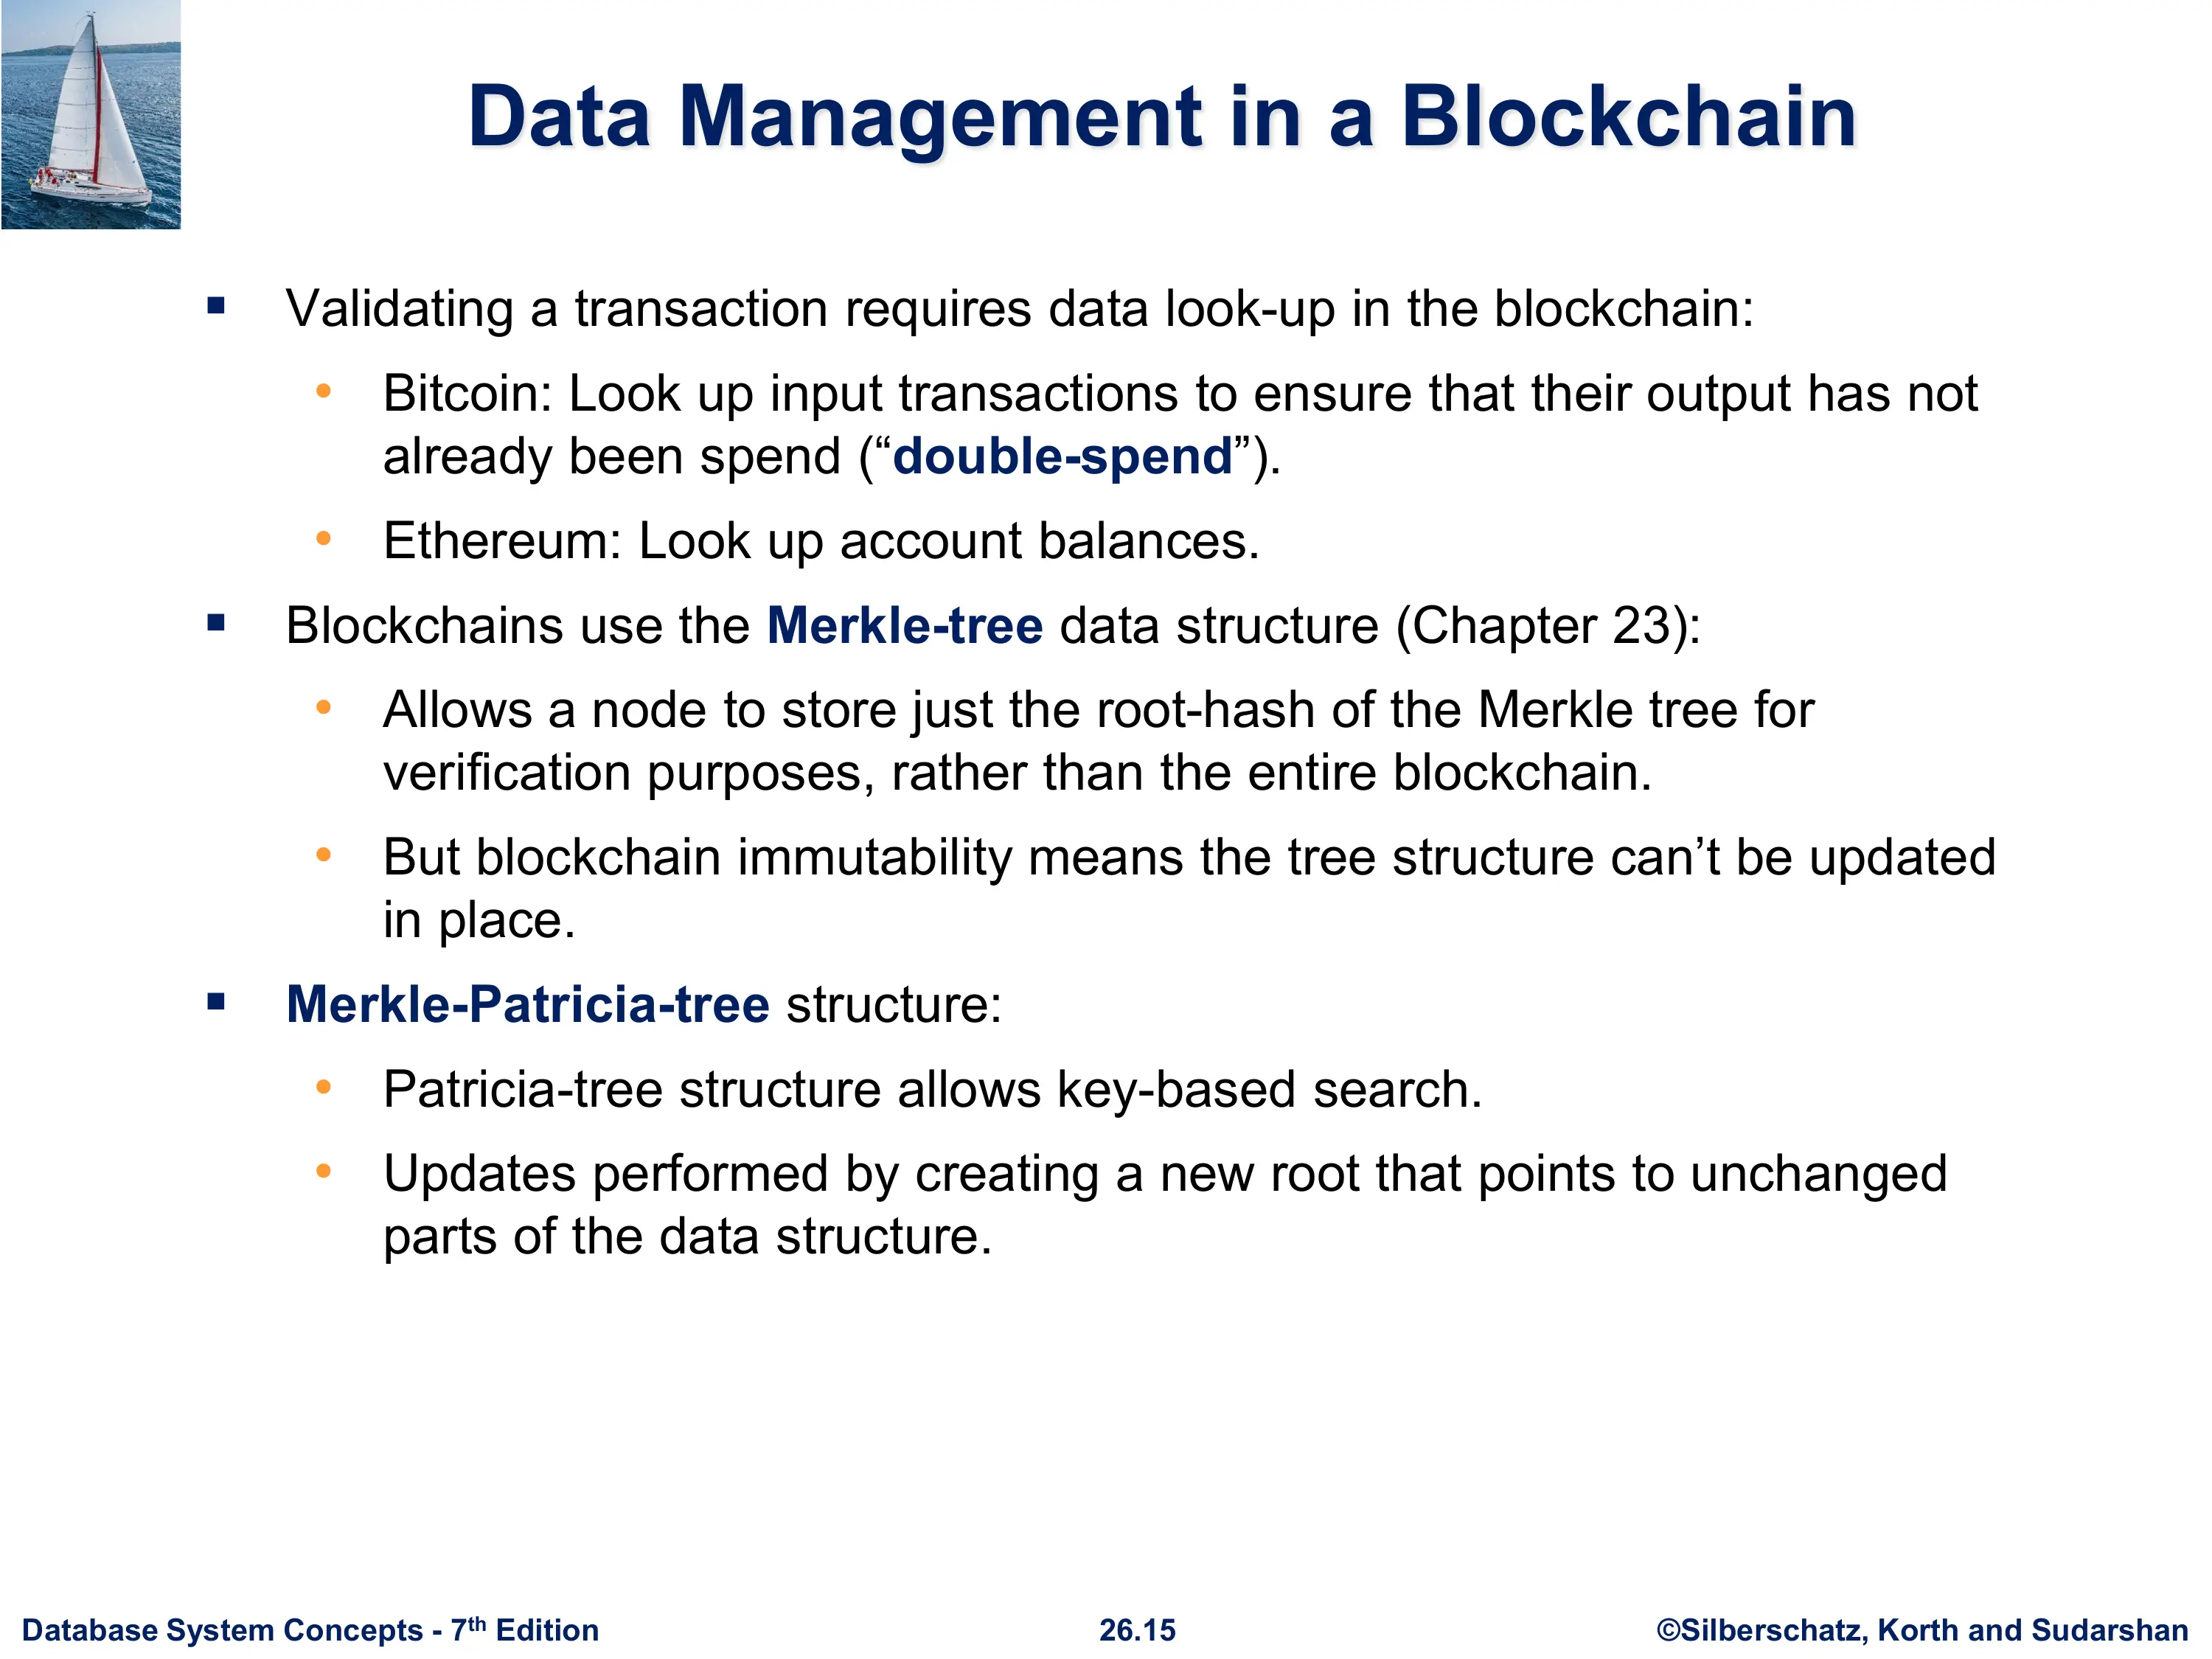 Data Management in a Blockchain
▪ Validating a transaction requires data look-up in the blockchain:
• Bitcoin: Look up input transactions to ensure that their output has not
already been spend (“double-spend”).
• Ethereum: Look up account balances.
▪ Blockchains use the Merkle-tree data structure (Chapter 23):
• Allows a node to store just the root-hash of the Merkle tree for
verification purposes, rather than the entire blockchain.
• But blockchain immutability means the tree structure can’t be updated
in place.
▪ Merkle-Patricia-tree structure:
• Patricia-tree structure allows key-based search.
• Updates performed by creating a new root that points to unchanged
parts of the data structure.
Database System Concepts - 7th Edition
26.15
©Silberschatz, Korth and Sudarshan